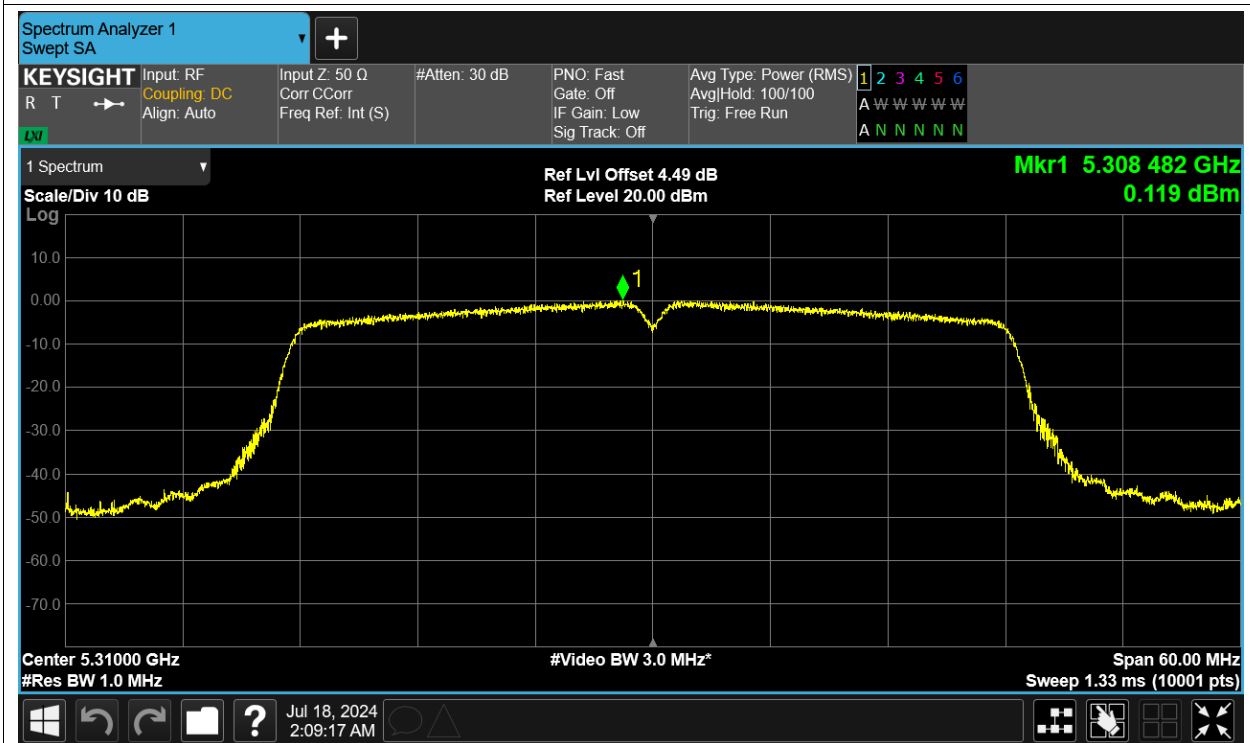 Spectrum Analyzer 1
Swept SA
KEYSIGHT
R T
LXI
Input: RF
Coupling: DC
Align: Auto
Input Z: 50 Ω
Corr CCorr
Freq Ref: Int (S)
#Atten: 30 dB
PNO: Fast
Gate: Off
IF Gain: Low
Sig Track: Off
Avg Type: Power (RMS)
Avg|Hold: 100/100
Trig: Free Run
1 2 3 4 5 6
A W W W W W
A N N N N N
1 Spectrum
Scale/Div 10 dB
Ref Lvl Offset 4.49 dB
Ref Level 20.00 dBm
Mkr1 5.308 482 GHz
0.119 dBm
Log
10.0
0.00
-10.0
-20.0
-30.0
-40.0
-50.0
-60.0
-70.0
1
Center 5.31000 GHz
#Res BW 1.0 MHz
#Video BW 3.0 MHz*
Span 60.00 MHz
Sweep 1.33 ms (10001 pts)
?
Jul 18, 2024
2:09:17 AM